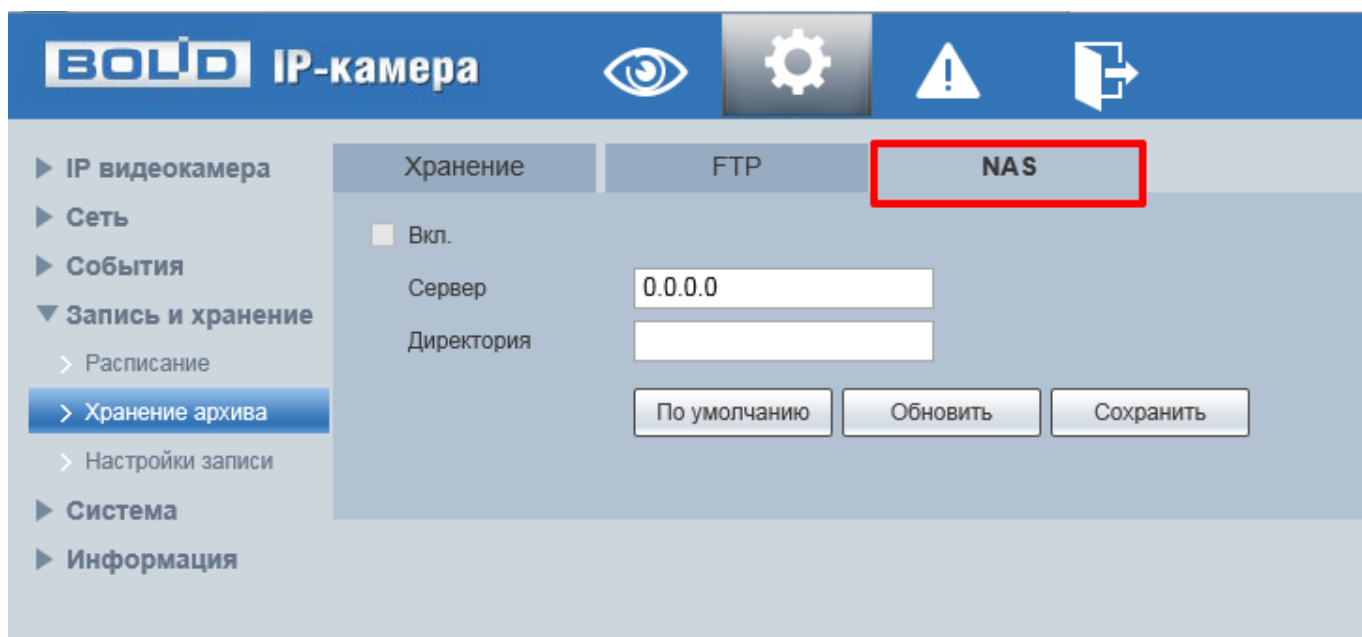 BOLID IP-камера
IP видеокамера
Сеть
События
Запись и хранение
Расписание
Хранение архива
Настройки записи
Система
Информация
Хранение FTP NAS
Вкл.
Сервер 0.0.0.0
Директория
По умолчанию Обновить Сохранить